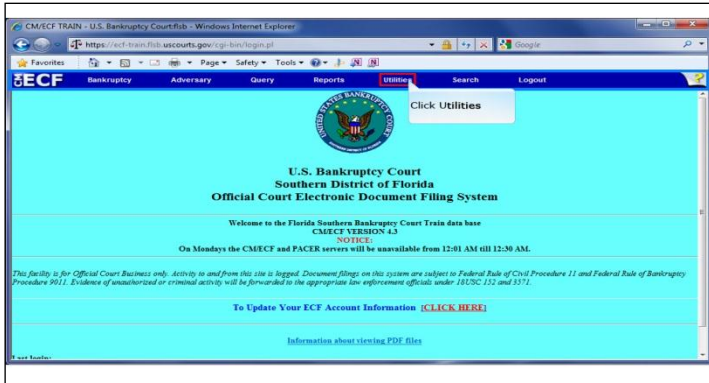 CM/ECF TRAIN - U.S. Bankruptcy Court:flsb - Windows Internet Explorer
https://ecf-train.flsb.uscourts.gov/cgi-bin/login.pl
Google
Favorites Page Safety Tools
ECF Bankruptcy Adversary Query Reports Utilities Search Logout ?
Click Utilities
U.S. Bankruptcy Court
Southern District of Florida
Official Court Electronic Document Filing System
Welcome to the Florida Southern Bankruptcy Court Train data base
CM/ECF VERSION 4.3
NOTICE:
On Mondays the CM/ECF and PACER servers will be unavailable from 12:01 AM till 12:30 AM.
This facility is for Official Court Business only. Activity to and from this site is logged. Document filings on this system are subject to Federal Rule of Civil Procedure 11 and Federal Rule of Bankruptcy
Procedure 9011. Evidence of unauthorized or criminal activity will be forwarded to the appropriate law enforcement officials under 18USC 152 and 3571.
To Update Your ECF Account Information [CLICK HERE]
Information about viewing PDF files
Last login: